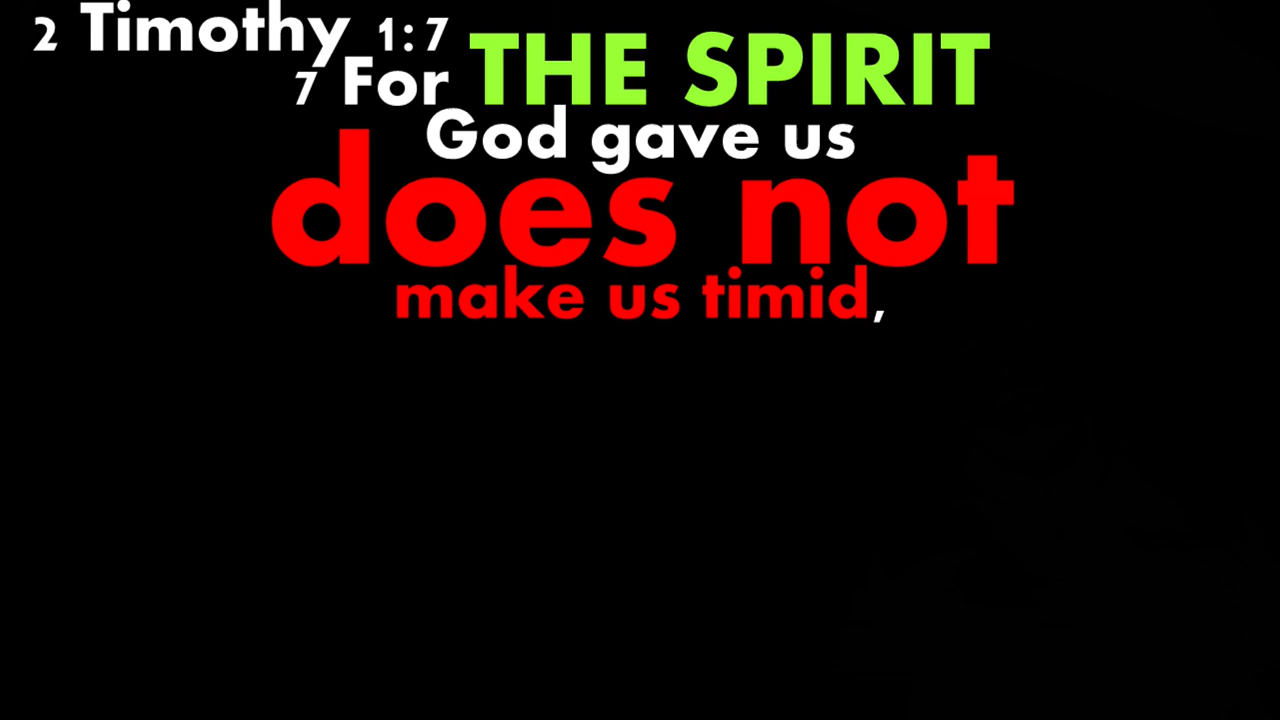 2 Timothy 1:7
7 For THE SPIRIT
God gave us
does not
make us timid,